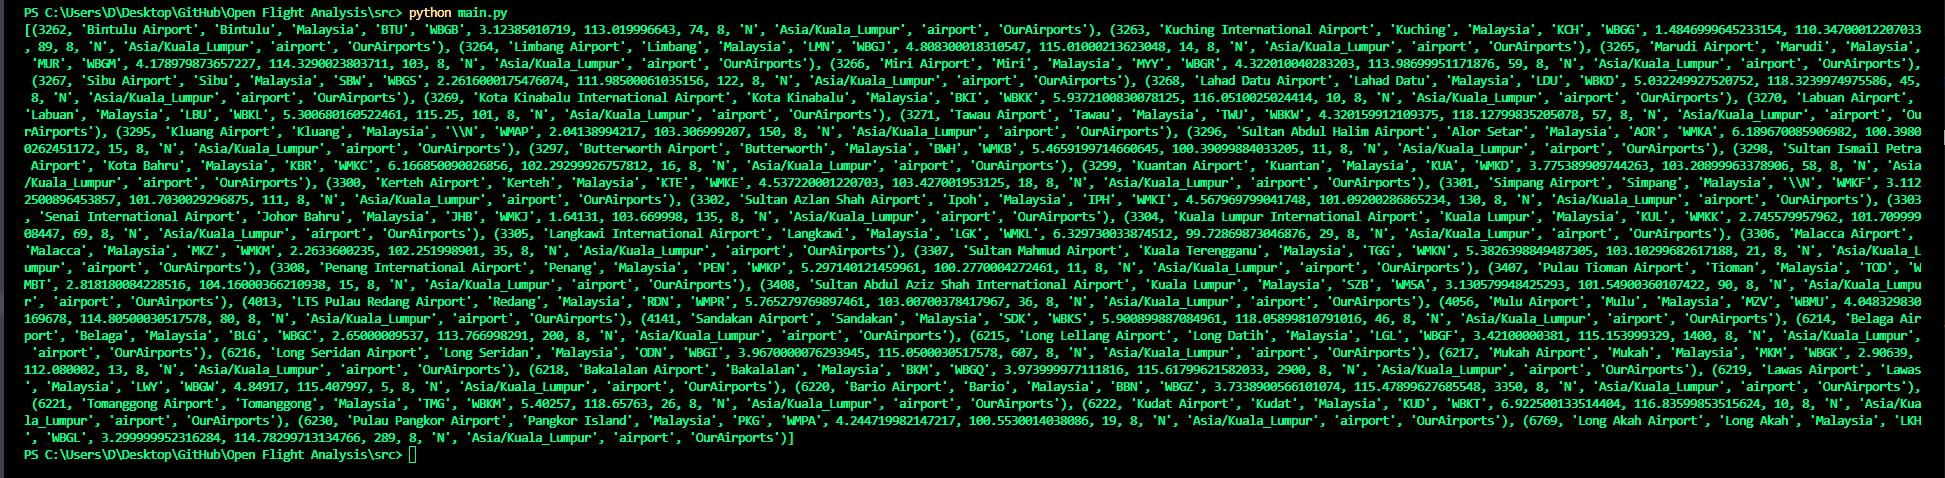 PS C:\Users\D\Desktop\GitHub\Open Flight Analysis\src> python main.py
[(3262, 'Bintulu Airport', 'Bintulu', 'Malaysia', 'BTU', 'WBGB', 3.12385010719, 113.019996643, 74, 8, 'N', 'Asia/Kuala_Lumpur', 'airport', 'OurAirports'), (3263, 'Kuching International Airport', 'Kuching', 'Malaysia', 'KCH', 'WBGG', 1.4846999645233154, 110.34700012207033
, 89, 8, 'N', 'Asia/Kuala_Lumpur', 'airport', 'OurAirports'), (3264, 'Limbang Airport', 'Limbang', 'Malaysia', 'LMN', 'WBGJ', 4.808300018310547, 115.01000213623048, 14, 8, 'N', 'Asia/Kuala_Lumpur', 'airport', 'OurAirports'), (3265, 'Marudi Airport', 'Marudi', 'Malaysia',
'MUR', 'WBGM', 4.178979873657227, 114.3290023803711, 103, 8, 'N', 'Asia/Kuala_Lumpur', 'airport', 'OurAirports'), (3266, 'Miri Airport', 'Miri', 'Malaysia', 'MYY', 'WBGR', 4.322010040283203, 113.98699951171876, 59, 8, 'N', 'Asia/Kuala_Lumpur', 'airport', 'OurAirports'),
(3267, 'Sibu Airport', 'Sibu', 'Malaysia', 'SBW', 'WBGS', 2.2616000175476074, 111.98500061035156, 122, 8, 'N', 'Asia/Kuala_Lumpur', 'airport', 'OurAirports'), (3268, 'Lahad Datu Airport', 'Lahad Datu', 'Malaysia', 'LDU', 'WBKD', 5.032249927520752, 118.3239974975586, 45,
8, 'N', 'Asia/Kuala_Lumpur', 'airport', 'OurAirports'), (3269, 'Kota Kinabalu International Airport', 'Kota Kinabalu', 'Malaysia', 'BKI', 'WBKK', 5.9372100830078125, 116.0510025024414, 10, 8, 'N', 'Asia/Kuala_Lumpur', 'airport', 'OurAirports'), (3270, 'Labuan Airport',
'Labuan', 'Malaysia', 'LBU', 'WBKL', 5.300680160522461, 115.25, 101, 8, 'N', 'Asia/Kuala_Lumpur', 'airport', 'OurAirports'), (3271, 'Tawau Airport', 'Tawau', 'Malaysia', 'TWU', 'WBKW', 4.320159912109375, 118.12799835205078, 57, 8, 'N', 'Asia/Kuala_Lumpur', 'airport', 'Ou
rAirports'), (3295, 'Kluang Airport', 'Kluang', 'Malaysia', '\\N', 'WMAP', 2.04138994217, 103.306999207, 150, 8, 'N', 'Asia/Kuala_Lumpur', 'airport', 'OurAirports'), (3296, 'Sultan Abdul Halim Airport', 'Alor Setar', 'Malaysia', 'AOR', 'WMKA', 6.189670085906982, 100.3980
0262451172, 15, 8, 'N', 'Asia/Kuala_Lumpur', 'airport', 'OurAirports'), (3297, 'Butterworth Airport', 'Butterworth', 'Malaysia', 'BWH', 'WMKB', 5.4659199714660645, 100.39099884033205, 11, 8, 'N', 'Asia/Kuala_Lumpur', 'airport', 'OurAirports'), (3298, 'Sultan Ismail Petra
Airport', 'Kota Bahru', 'Malaysia', 'KBR', 'WMKC', 6.166850090026856, 102.29299926757812, 16, 8, 'N', 'Asia/Kuala_Lumpur', 'airport', 'OurAirports'), (3299, 'Kuantan Airport', 'Kuantan', 'Malaysia', 'KUA', 'WMKD', 3.775389909744263, 103.20899963378906, 58, 8, 'N', 'Asia
/Kuala_Lumpur', 'airport', 'OurAirports'), (3300, 'Kerteh Airport', 'Kerteh', 'Malaysia', 'KTE', 'WMKE', 4.537220001220703, 103.427001953125, 18, 8, 'N', 'Asia/Kuala_Lumpur', 'airport', 'OurAirports'), (3301, 'Simpang Airport', 'Simpang', 'Malaysia', '\\N', 'WMKF', 3.112
2500896453857, 101.7030029296875, 111, 8, 'N', 'Asia/Kuala_Lumpur', 'airport', 'OurAirports'), (3302, 'Sultan Azlan Shah Airport', 'Ipoh', 'Malaysia', 'IPH', 'WMKI', 4.567969799041748, 101.09200286865234, 130, 8, 'N', 'Asia/Kuala_Lumpur', 'airport', 'OurAirports'), (3303
, 'Senai International Airport', 'Johor Bahru', 'Malaysia', 'JHB', 'WMKJ', 1.64131, 103.669998, 135, 8, 'N', 'Asia/Kuala_Lumpur', 'airport', 'OurAirports'), (3304, 'Kuala Lumpur International Airport', 'Kuala Lumpur', 'Malaysia', 'KUL', 'WMKK', 2.745579957962, 101.709999
08447, 69, 8, 'N', 'Asia/Kuala_Lumpur', 'airport', 'OurAirports'), (3305, 'Langkawi International Airport', 'Langkawi', 'Malaysia', 'LGK', 'WMKL', 6.329730033874512, 99.72869873046876, 29, 8, 'N', 'Asia/Kuala_Lumpur', 'airport', 'OurAirports'), (3306, 'Malacca Airport',
'Malacca', 'Malaysia', 'MKZ', 'WMKM', 2.2633600235, 102.251998901, 35, 8, 'N', 'Asia/Kuala_Lumpur', 'airport', 'OurAirports'), (3307, 'Sultan Mahmud Airport', 'Kuala Terengganu', 'Malaysia', 'TGG', 'WMKN', 5.3826398849487305, 103.10299682617188, 21, 8, 'N', 'Asia/Kuala_L
umpur', 'airport', 'OurAirports'), (3308, 'Penang International Airport', 'Penang', 'Malaysia', 'PEN', 'WMKP', 5.297140121459961, 100.2770004272461, 11, 8, 'N', 'Asia/Kuala_Lumpur', 'airport', 'OurAirports'), (3407, 'Pulau Tioman Airport', 'Tioman', 'Malaysia', 'TOD', 'W
MBT', 2.818180084228516, 104.16000366210938, 15, 8, 'N', 'Asia/Kuala_Lumpur', 'airport', 'OurAirports'), (3408, 'Sultan Abdul Aziz Shah International Airport', 'Kuala Lumpur', 'Malaysia', 'SZB', 'WMSA', 3.130579948425293, 101.54900360107422, 90, 8, 'N', 'Asia/Kuala_Lumpu
r', 'airport', 'OurAirports'), (4013, 'LTS Pulau Redang Airport', 'Redang', 'Malaysia', 'RDN', 'WMPR', 5.765279769897461, 103.00700378417967, 36, 8, 'N', 'Asia/Kuala_Lumpur', 'airport', 'OurAirports'), (4056, 'Mulu Airport', 'Mulu', 'Malaysia', 'MZV', 'WBMU', 4.048329830
169678, 114.80500030517578, 80, 8, 'N', 'Asia/Kuala_Lumpur', 'airport', 'OurAirports'), (4141, 'Sandakan Airport', 'Sandakan', 'Malaysia', 'SDK', 'WBKS', 5.900899887084961, 118.05899810791016, 46, 8, 'N', 'Asia/Kuala_Lumpur', 'airport', 'OurAirports'), (6214, 'Belaga Air
port', 'Belaga', 'Malaysia', 'BLG', 'WBGC', 2.65000009537, 113.766998291, 200, 8, 'N', 'Asia/Kuala_Lumpur', 'airport', 'OurAirports'), (6215, 'Long Lellang Airport', 'Long Datih', 'Malaysia', 'LGL', 'WBGF', 3.42100000381, 115.153999329, 1400, 8, 'N', 'Asia/Kuala_Lumpur',
'airport', 'OurAirports'), (6216, 'Long Seridan Airport', 'Long Seridan', 'Malaysia', 'ODN', 'WBGI', 3.9670000076293945, 115.0500030517578, 607, 8, 'N', 'Asia/Kuala_Lumpur', 'airport', 'OurAirports'), (6217, 'Mukah Airport', 'Mukah', 'Malaysia', 'MKM', 'WBGK', 2.90639,
112.080002, 13, 8, 'N', 'Asia/Kuala_Lumpur', 'airport', 'OurAirports'), (6218, 'Bakalalan Airport', 'Bakalalan', 'Malaysia', 'BKM', 'WBGQ', 3.973999977111816, 115.61799621582033, 2900, 8, 'N', 'Asia/Kuala_Lumpur', 'airport', 'OurAirports'), (6219, 'Lawas Airport', 'Lawas
', 'Malaysia', 'LWY', 'WBGW', 4.84917, 115.407997, 5, 8, 'N', 'Asia/Kuala_Lumpur', 'airport', 'OurAirports'), (6220, 'Bario Airport', 'Bario', 'Malaysia', 'BBN', 'WBGZ', 3.7338900566101074, 115.47899627685548, 3350, 8, 'N', 'Asia/Kuala_Lumpur', 'airport', 'OurAirports'),
(6221, 'Tomanggong Airport', 'Tomanggong', 'Malaysia', 'TMG', 'WBKM', 5.40257, 118.65763, 26, 8, 'N', 'Asia/Kuala_Lumpur', 'airport', 'OurAirports'), (6222, 'Kudat Airport', 'Kudat', 'Malaysia', 'KUD', 'WBKT', 6.922500133514404, 116.83599853515624, 10, 8, 'N', 'Asia/Kua
la_Lumpur', 'airport', 'OurAirports'), (6230, 'Pulau Pangkor Airport', 'Pangkor Island', 'Malaysia', 'PKG', 'WMPA', 4.244719982147217, 100.5530014038086, 19, 8, 'N', 'Asia/Kuala_Lumpur', 'airport', 'OurAirports'), (6769, 'Long Akah Airport', 'Long Akah', 'Malaysia', 'LKH
', 'WBGL', 3.299999952316284, 114.78299713134766, 289, 8, 'N', 'Asia/Kuala_Lumpur', 'airport', 'OurAirports')]
PS C:\Users\D\Desktop\GitHub\Open Flight Analysis\src>